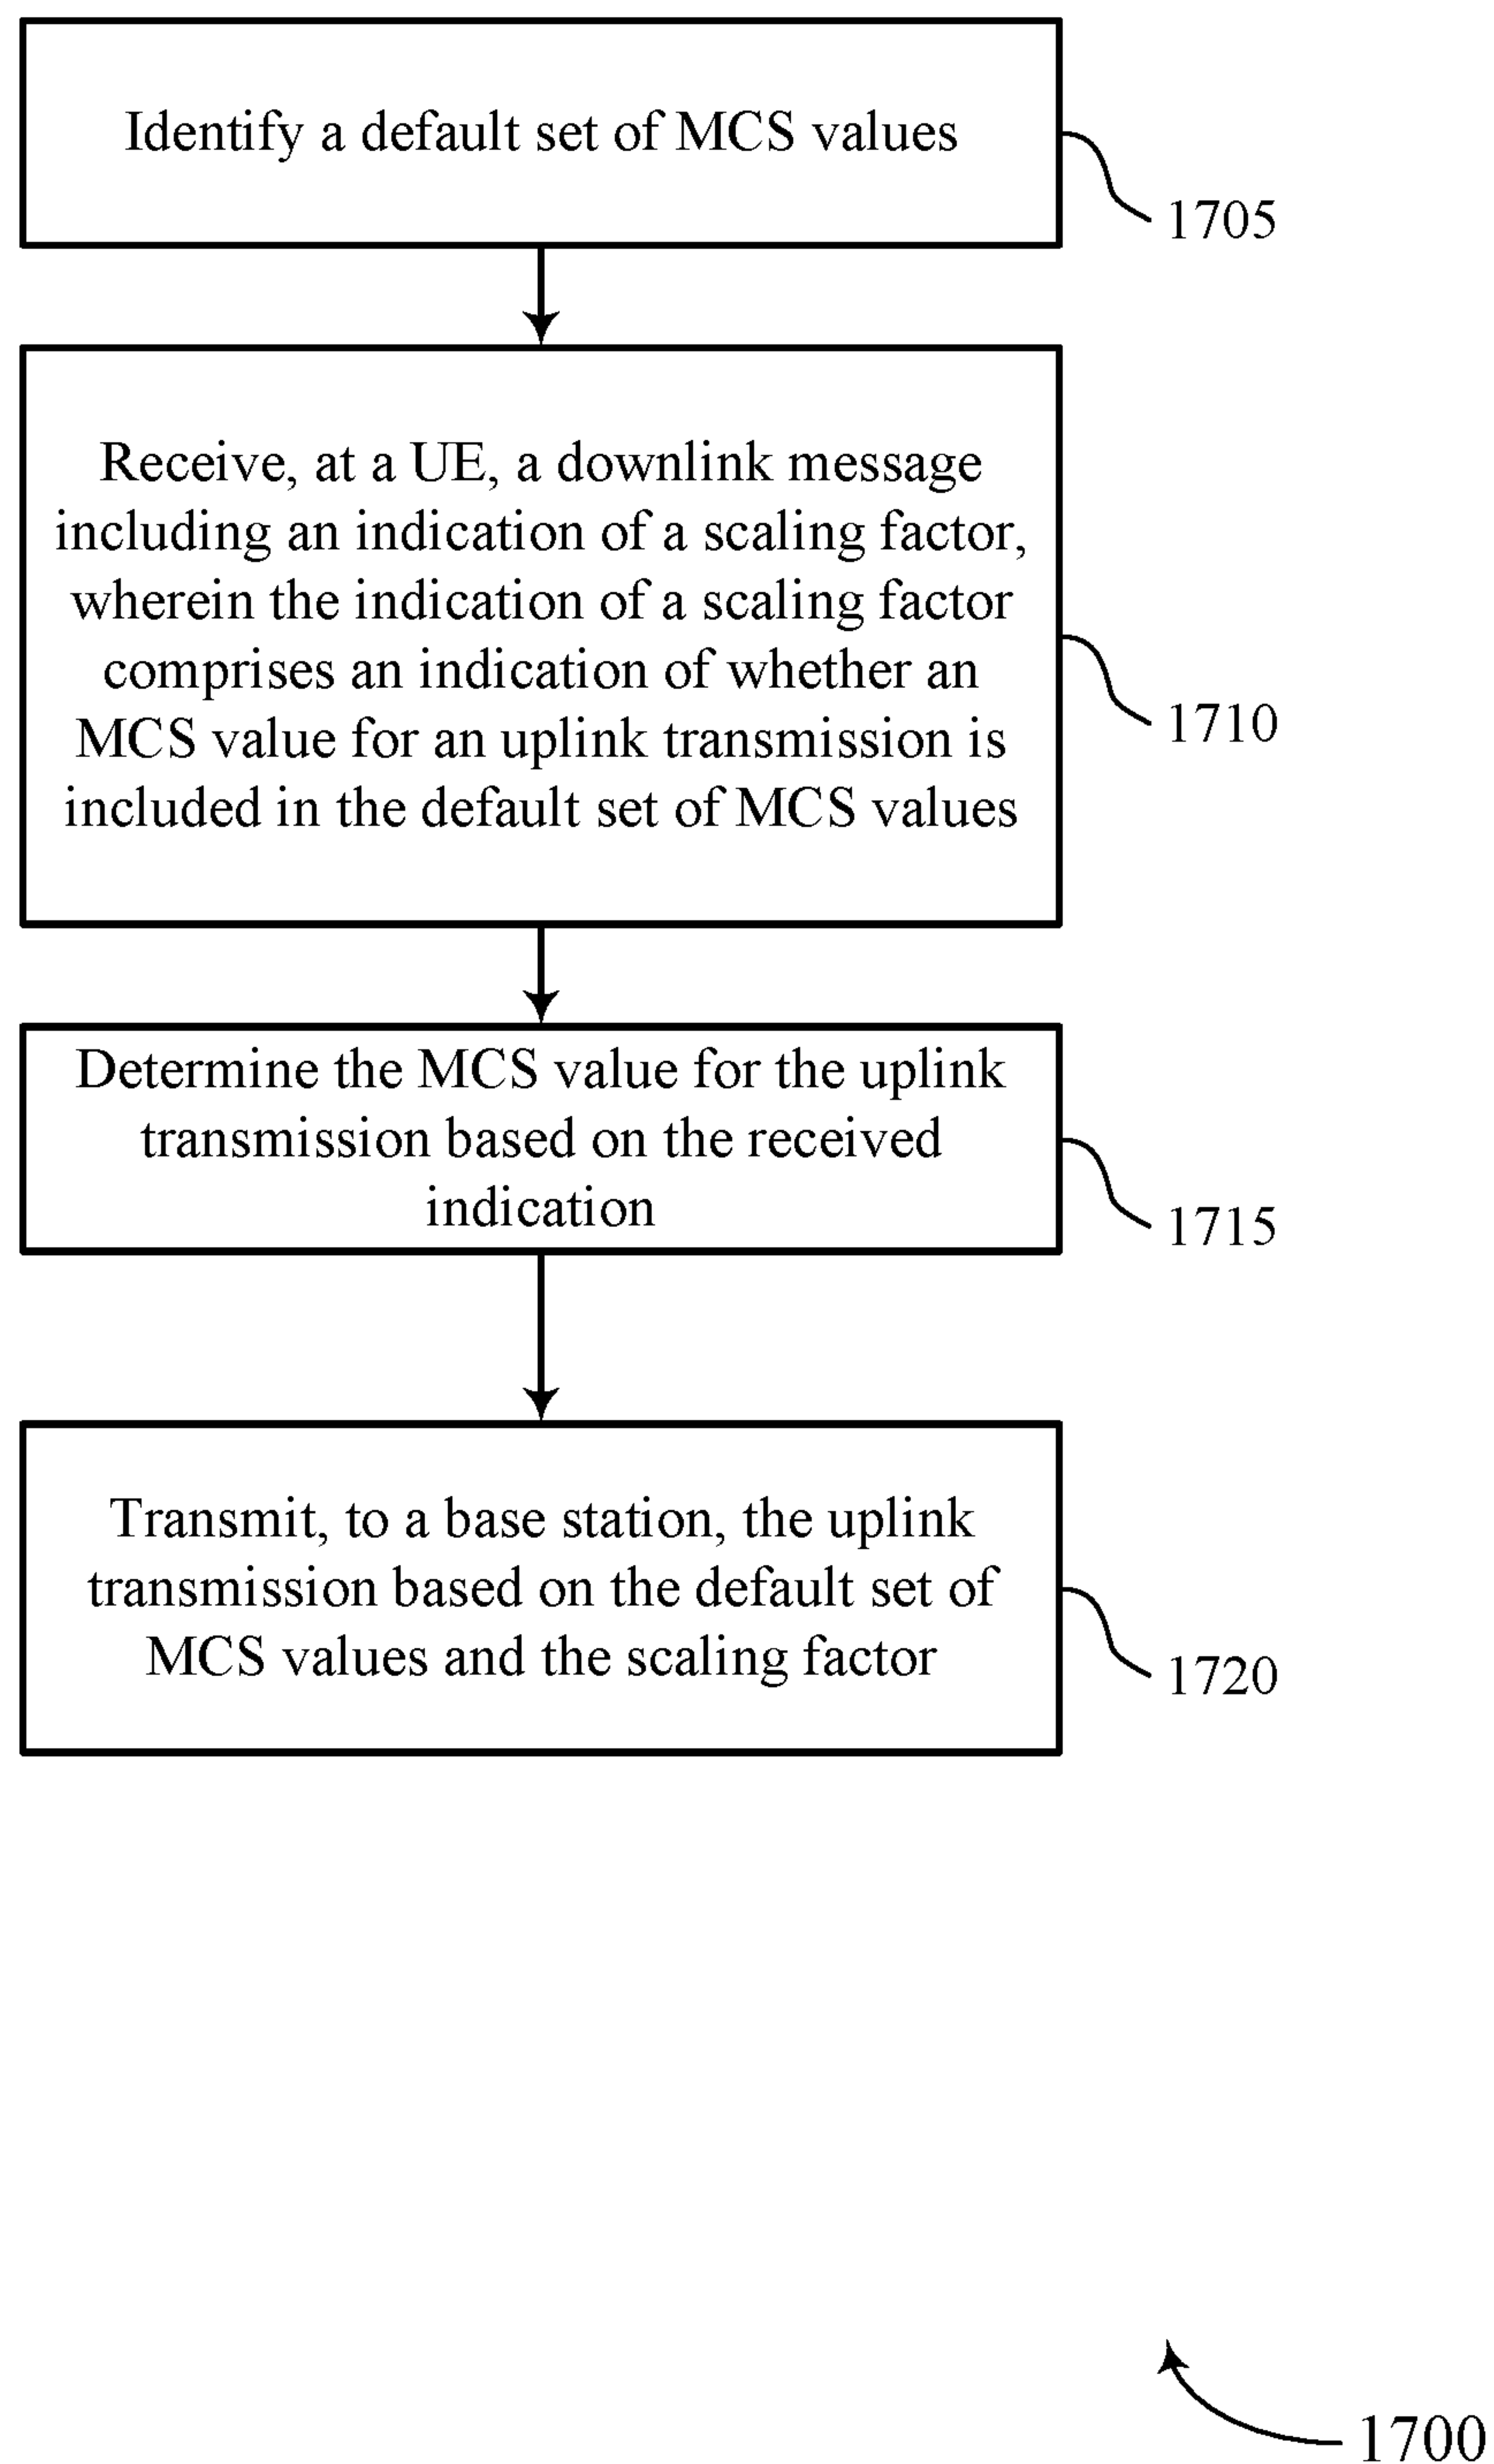 Identify a default set of MCS values
1705
Receive, at a UE, a downlink message
including an indication of a scaling factor,
wherein the indication of a scaling factor
comprises an indication of whether an
MCS value for an uplink transmission is
included in the default set of MCS values
1710
Determine the MCS value for the uplink
transmission based on the received
indication
1715
Transmit, to a base station, the uplink
transmission based on the default set of
MCS values and the scaling factor
1720
1700